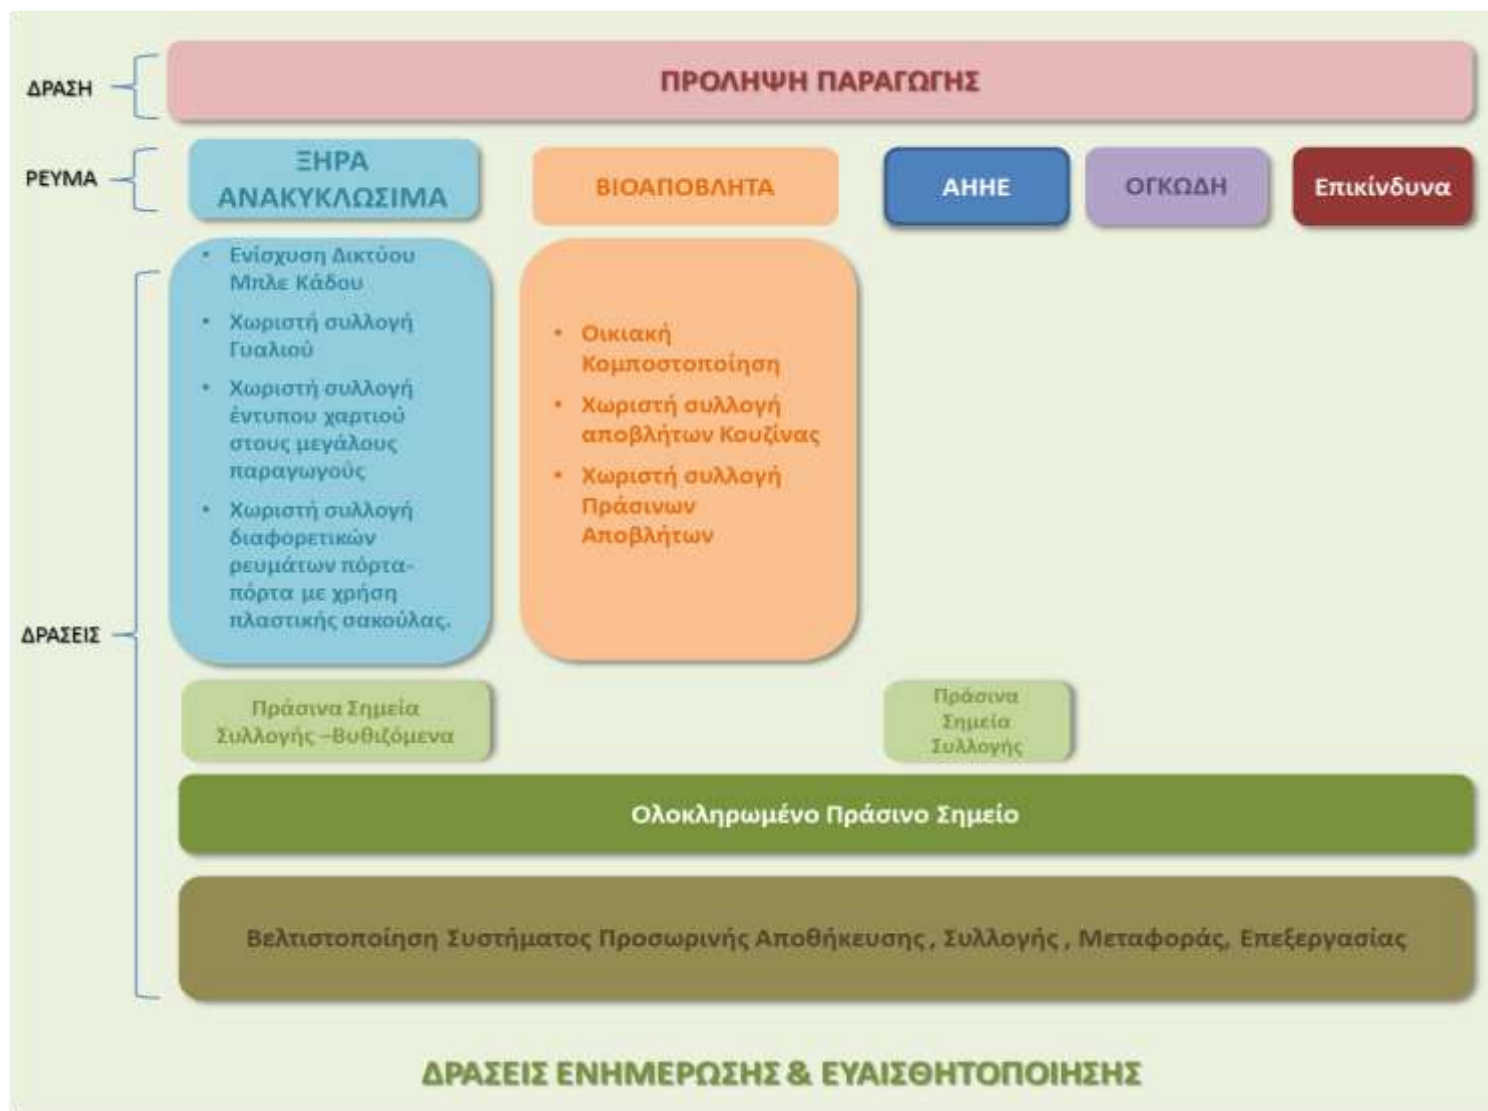 ΔΡΑΣΗ
ΠΡΟΛΗΨΗ ΠΑΡΑΓΩΓΗΣ
ΡΕΥΜΑ
ΞΗΡΑ
ΑΝΑΚΥΚΛΩΣΙΜΑ
ΒΙΟΑΠΟΒΛΗΤΑ
ΑΗΗΕ
ΟΓΚΩΔΗ
Επικίνδυνα
ΔΡΑΣΕΙΣ
• Ενίσχυση Δικτύου
Μπλε Κάδου
• Χωριστή συλλογή
Γυαλιού
• Χωριστή συλλογή
έντυπου χαρτιού
στους μεγάλους
παραγωγούς
• Χωριστή συλλογή
διαφορετικών
ρευμάτων πόρτα-
πόρτα με χρήση
πλαστικής σακούλας.
• Οικιακή
Κομποστοποίηση
• Χωριστή συλλογή
αποβλήτων Κουζίνας
• Χωριστή συλλογή
Πράσινων
Αποβλήτων
Πράσινα Σημεία
Συλλογής –Βυθιζόμενα
Πράσινα
Σημεία
Συλλογής
Ολοκληρωμένο Πράσινο Σημείο
Βελτιστοποίηση Συστήματος Προσωρινής Αποθήκευσης , Συλλογής , Μεταφοράς, Επεξεργασίας
ΔΡΑΣΕΙΣ ΕΝΗΜΕΡΩΣΗΣ & ΕΥΑΙΣΘΗΤΟΠΟΙΗΣΗΣ